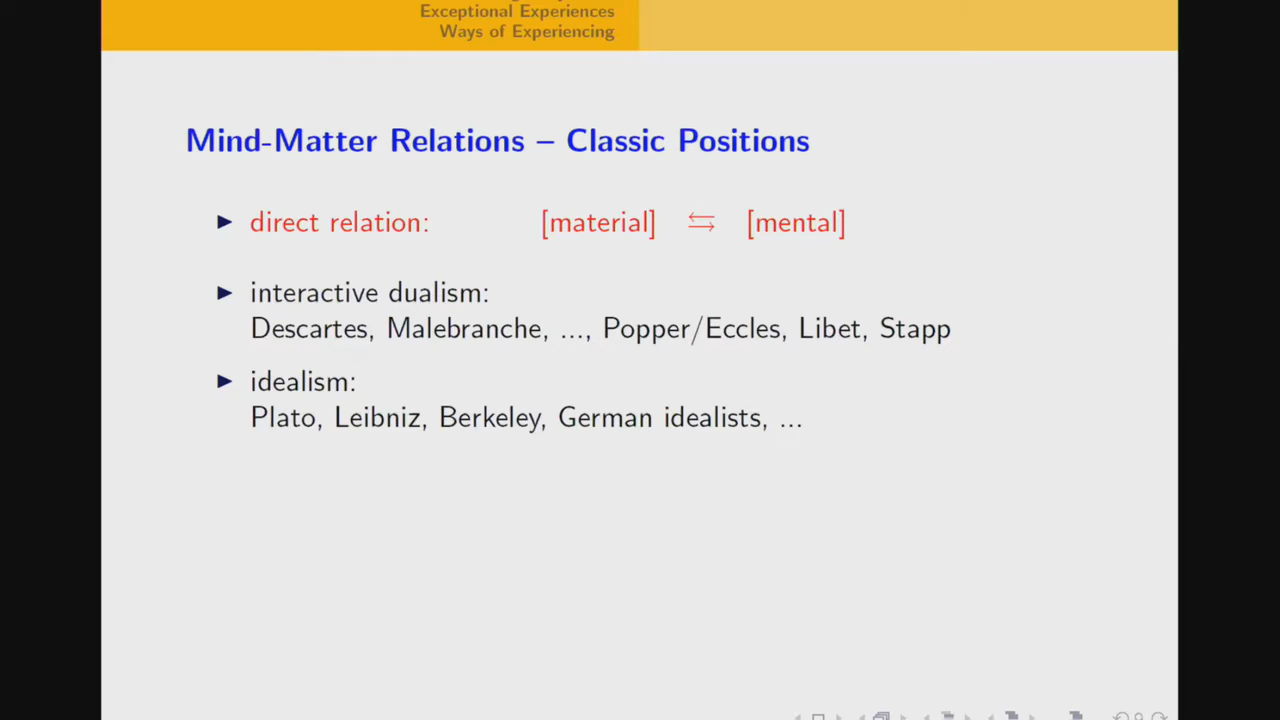 Exceptional Experiences
Ways of Experiencing
Mind-Matter Relations – Classic Positions
direct relation: [material] ⇆ [mental]
interactive dualism:
Descartes, Malebranche, ..., Popper/Eccles, Libet, Stapp
idealism:
Plato, Leibniz, Berkeley, German idealists, ...